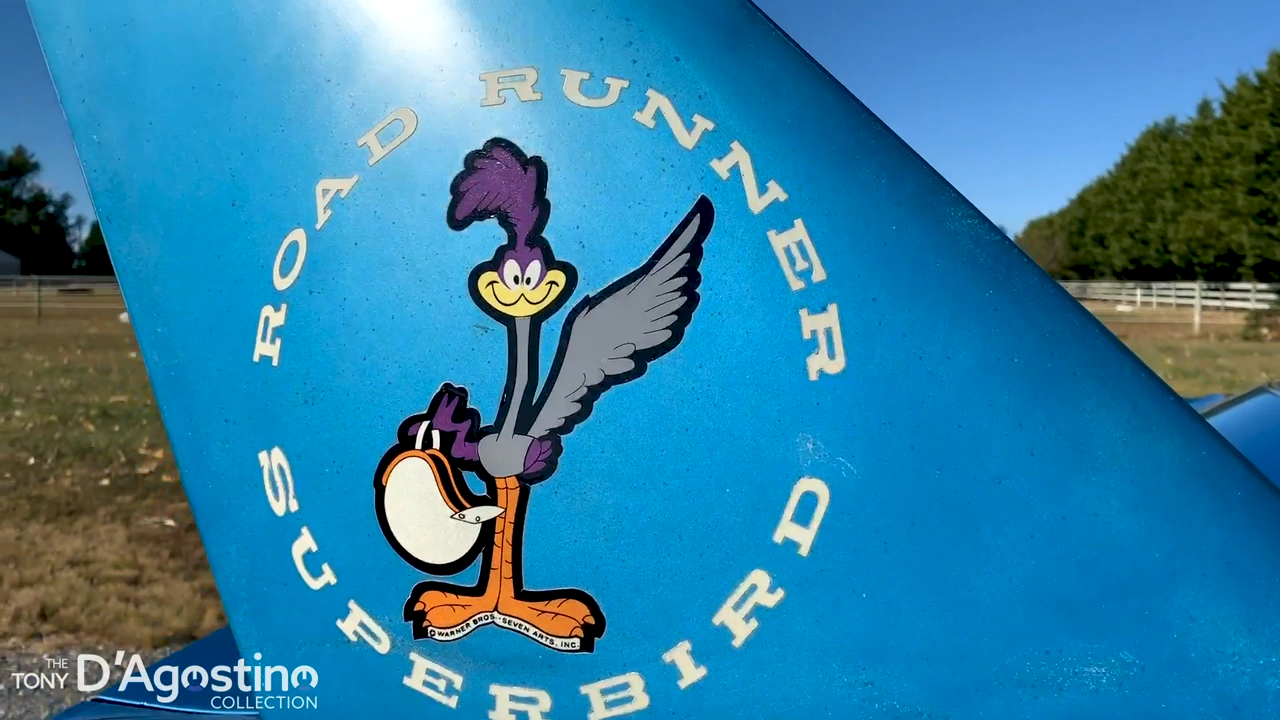 ROAD RUNNER
SUPERBIRD
© WARNER BROS.-SEVEN ARTS, INC.
THE TONY D'Agostino COLLECTION